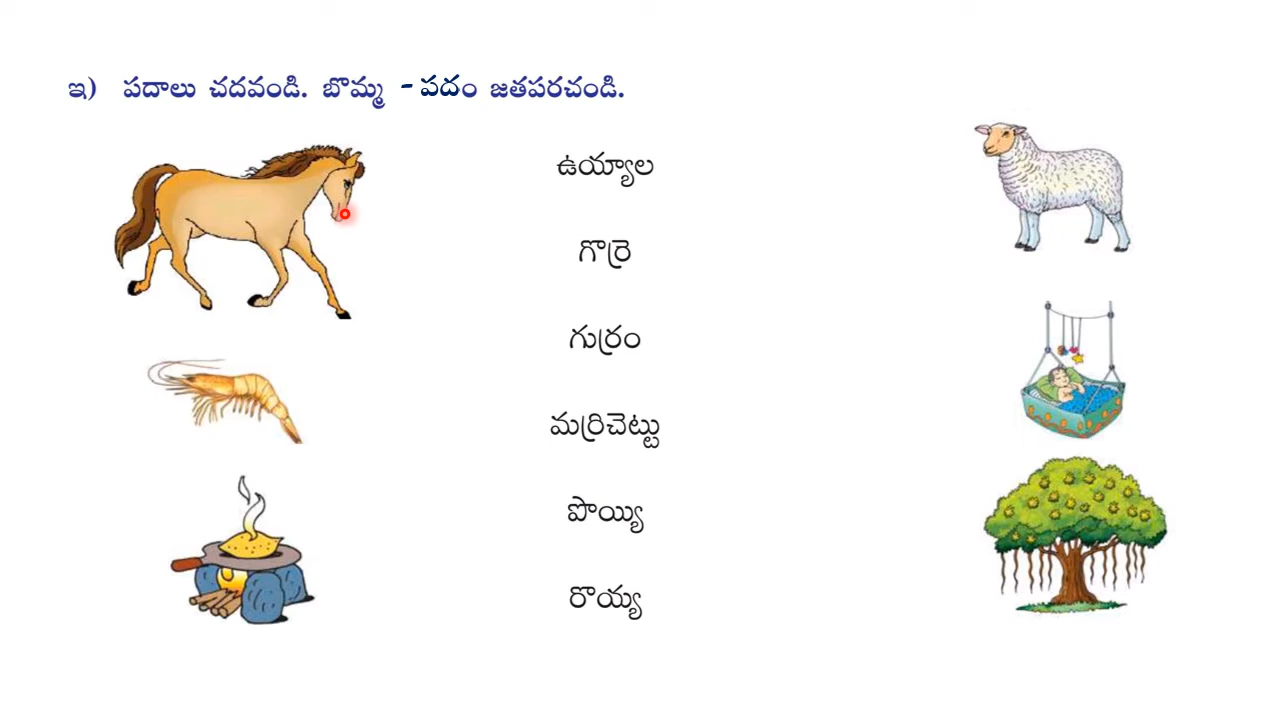 ఇ) పదాలు చదవండి. బొమ్మ - పదం జతపరచండి.
ఉయ్యాల
గొర్రె
గుర్రం
మర్రిచెట్టు
పొయ్యి
రొయ్య